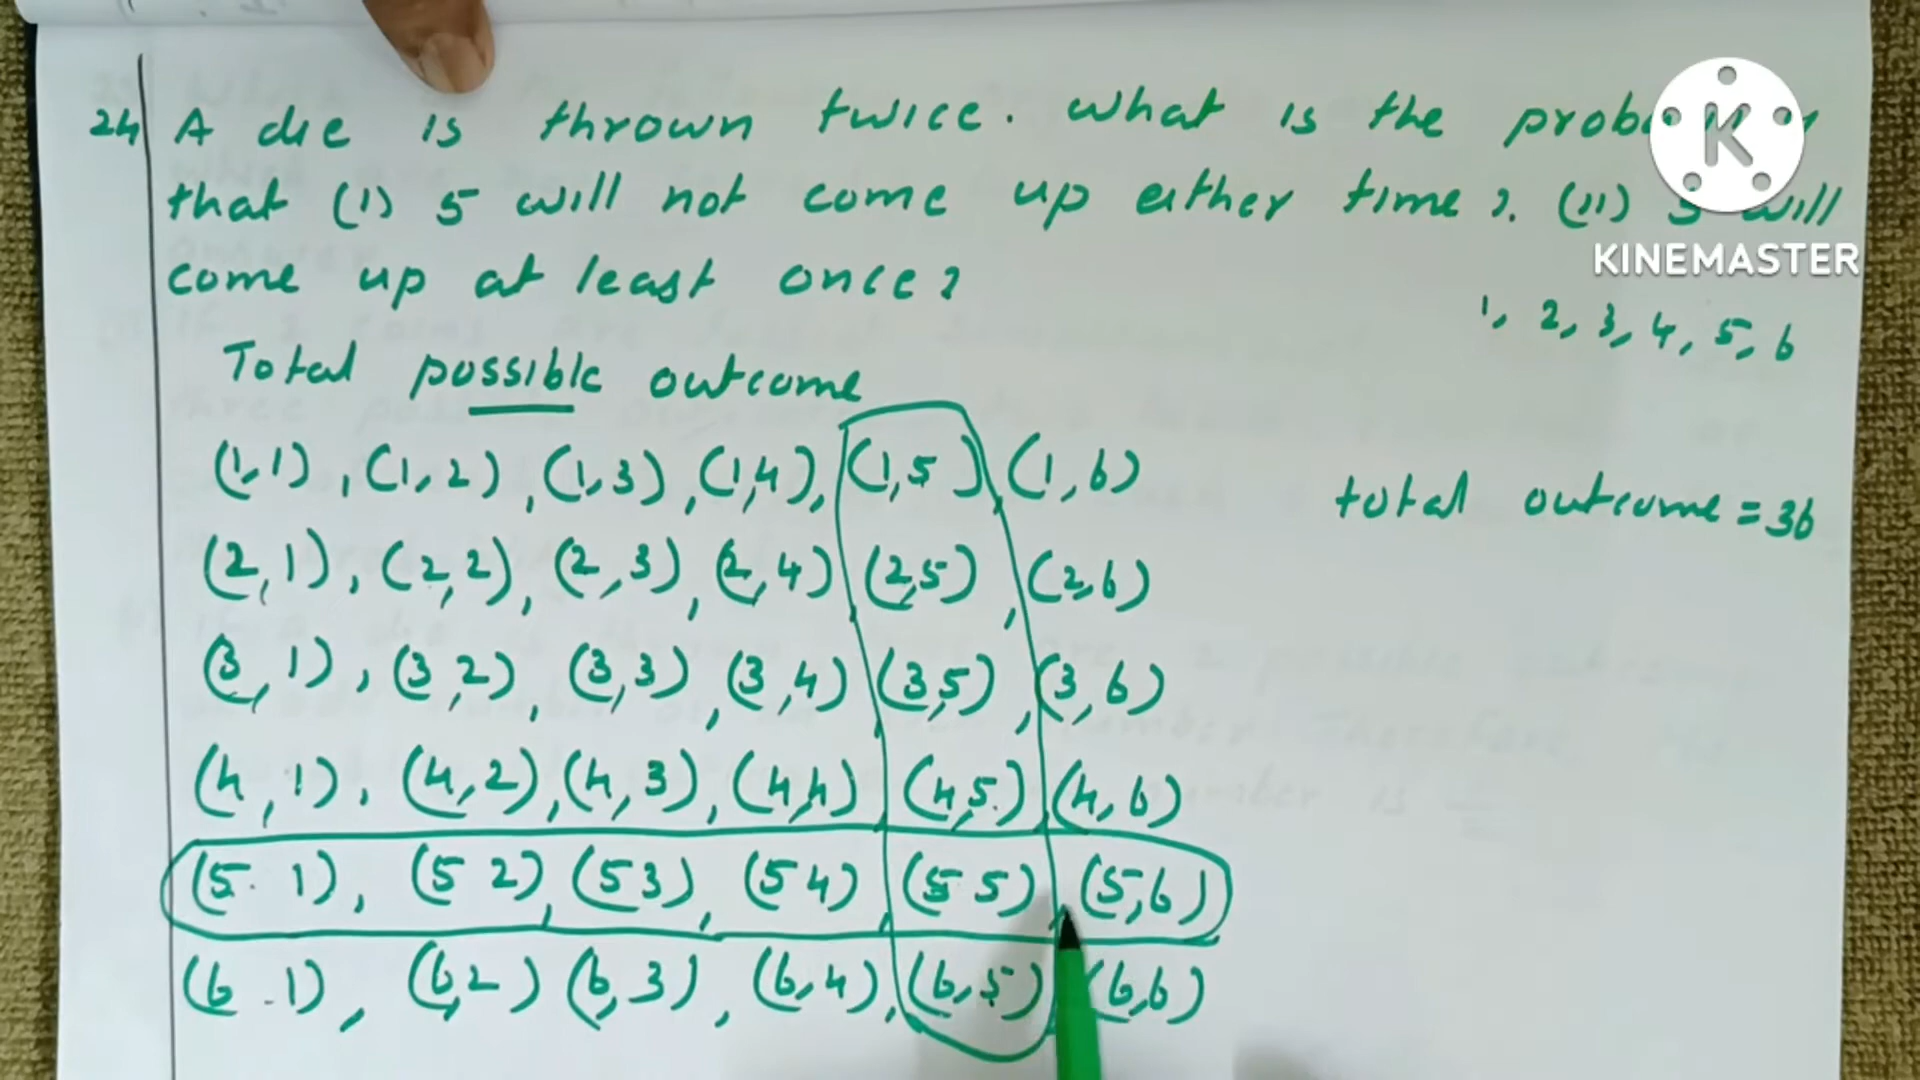 24 A die is thrown twice. what is the
that (i) 5 will not come up either time?. (ii) 5 will
come up at least once?
KINEMASTER
1, 2, 3, 4, 5, 6
Total possible outcome
(1,1), (1,2), (1,3), (1,4), (1,5), (1,6)
total outcome = 36
(2,1), (2,2), (2,3), (2,4), (2,5), (2,6)
(3,1), (3,2), (3,3), (3,4), (3,5), (3,6)
(4,1), (4,2), (4,3), (4,4), (4,5), (4,6)
(5 1), (5 2), (5 3), (5 4), (5 5), (5,6)
(6 1), (6,2) (6,3), (6,4), (6,5) (6,6)